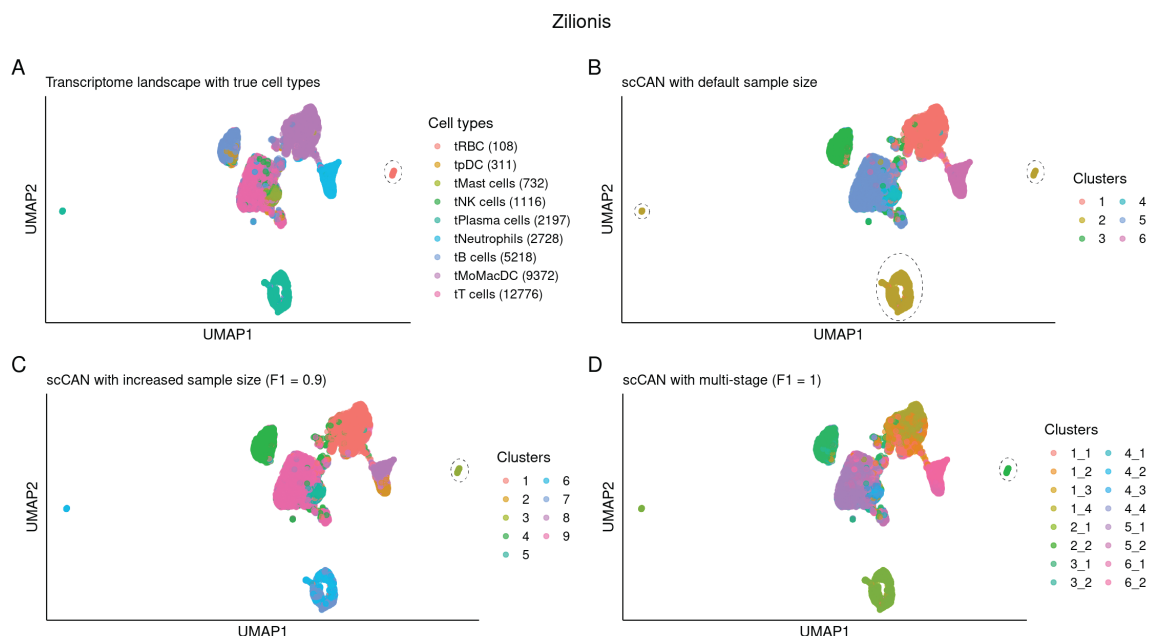 Zilionis
A
Transcriptome landscape with true cell types
UMAP2
UMAP1
Cell types
tRBC (108)
tpDC (311)
tMast cells (732)
tNK cells (1116)
tPlasma cells (2197)
tNeutrophils (2728)
tB cells (5218)
tMoMacDC (9372)
tT cells (12776)
B
scCAN with default sample size
UMAP2
UMAP1
Clusters
1 4
2 5
3 6
C
scCAN with increased sample size (F1 = 0.9)
UMAP2
UMAP1
Clusters
1 6
2 7
3 8
4 9
5
D
scCAN with multi-stage (F1 = 1)
UMAP2
UMAP1
Clusters
1_1 4_1
1_2 4_2
1_3 4_3
1_4 4_4
2_1 5_1
2_2 5_2
3_1 6_1
3_2 6_2